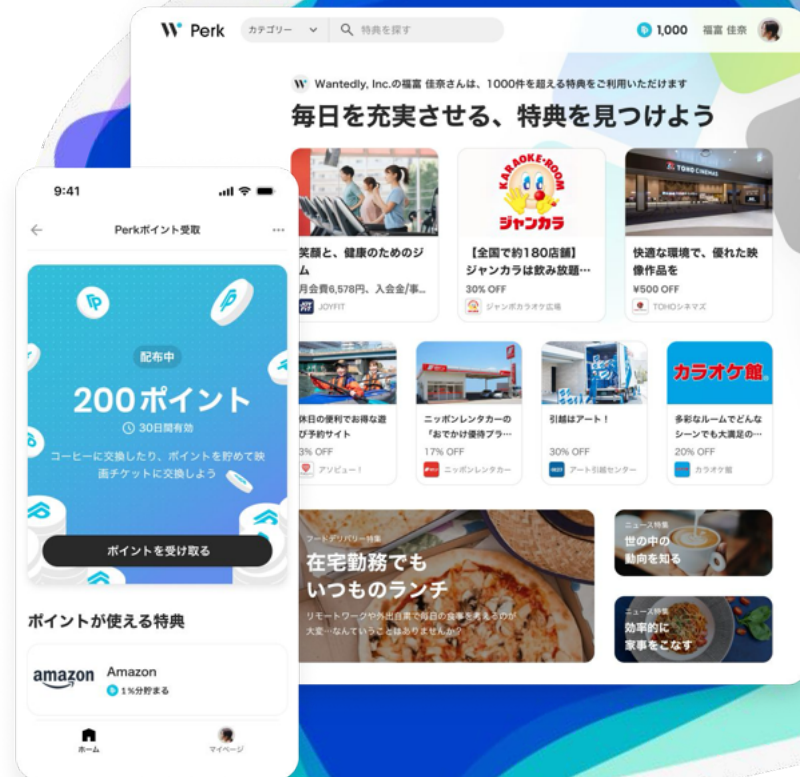 Perk
カテゴリー
特典を探す
1,000
福富 佳奈
Wantedly, Inc.の福富 佳奈さんは、1000件を超える特典をご利用いただけます
毎日を充実させる、特典を見つけよう
笑顔と、健康のためのジ
ム
月会費6,578円、入会金/事...
JOYFIT
KARAOKE・ROOM
ジャンカラ
【全国で約180店舗】
ジャンカラは飲み放題…
30% OFF
ジャンボカラオケ広場
TOHO CINEMAS
快適な環境で、優れた映
像作品を
¥500 OFF
TOHOシネマズ
休日の便利でお得な遊
び予約サイト
3% OFF
アソビュー！
ニッポンレンタカーの
「おでかけ優待プラ…
17% OFF
ニッポンレンタカー
引越はアート！
30% OFF
アート引越センター
カラオケ館
多彩なルームでどんな
シーンでも大満足の…
20% OFF
カラオケ館
フードデリバリー特集
在宅勤務でも
いつものランチ
リモートワークや外出自粛で毎日の食事を考えるのが
大変…なんていうことはありませんか？
ニュース特集
世の中の
動向を知る
ニュース特集
効率的に
家事をこなす
9:41
Perkポイント受取
配布中
200ポイント
30日間有効
コーヒーに交換したり、ポイントを貯めて映
画チケットに交換しよう
ポイントを受け取る
ポイントが使える特典
amazon
Amazon
1%分貯まる
ホーム
マイページ